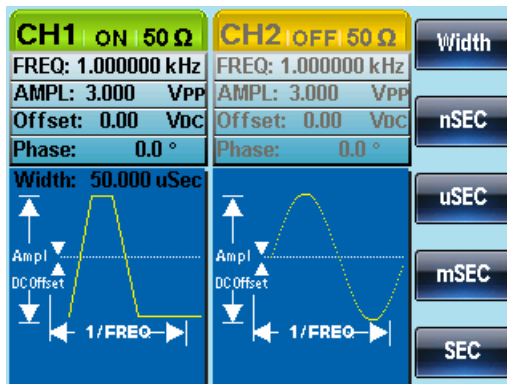 CH1 ON 50 Ω
FREQ: 1.000000 kHz
AMPL: 3.000 VPP
Offset: 0.00 VDC
Phase: 0.0 °
Width: 50.000 uSec
Ampl
DC Offset
1/FREQ
CH2 OFF 50 Ω
FREQ: 1.000000 kHz
AMPL: 3.000 VPP
Offset: 0.00 VDC
Phase: 0.0 °
Ampl
DC Offset
1/FREQ
Width
nSEC
uSEC
mSEC
SEC